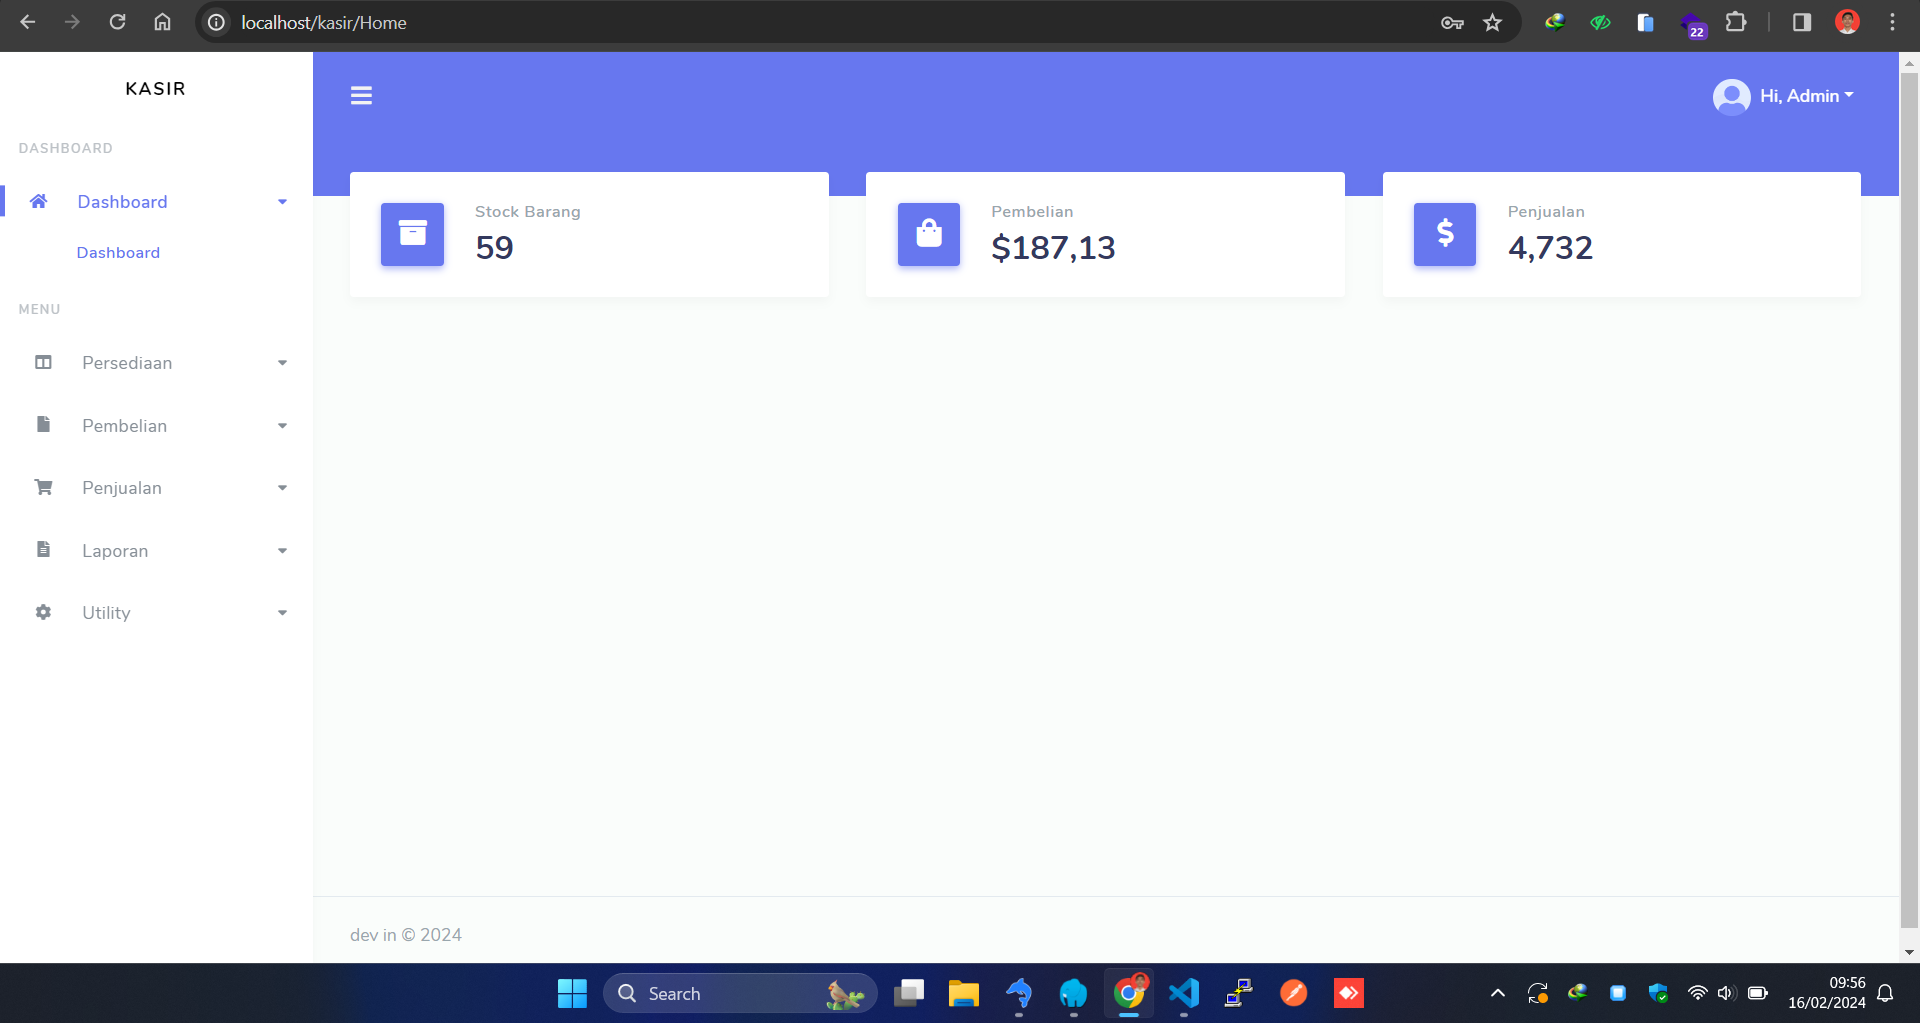 localhost/kasir/Home
22
KASIR
Hi, Admin
DASHBOARD
Dashboard
Dashboard
Stock Barang
59
Pembelian
$187,13
Penjualan
4,732
MENU
Persediaan
Pembelian
Penjualan
Laporan
Utility
dev in © 2024
Search
09:56
16/02/2024